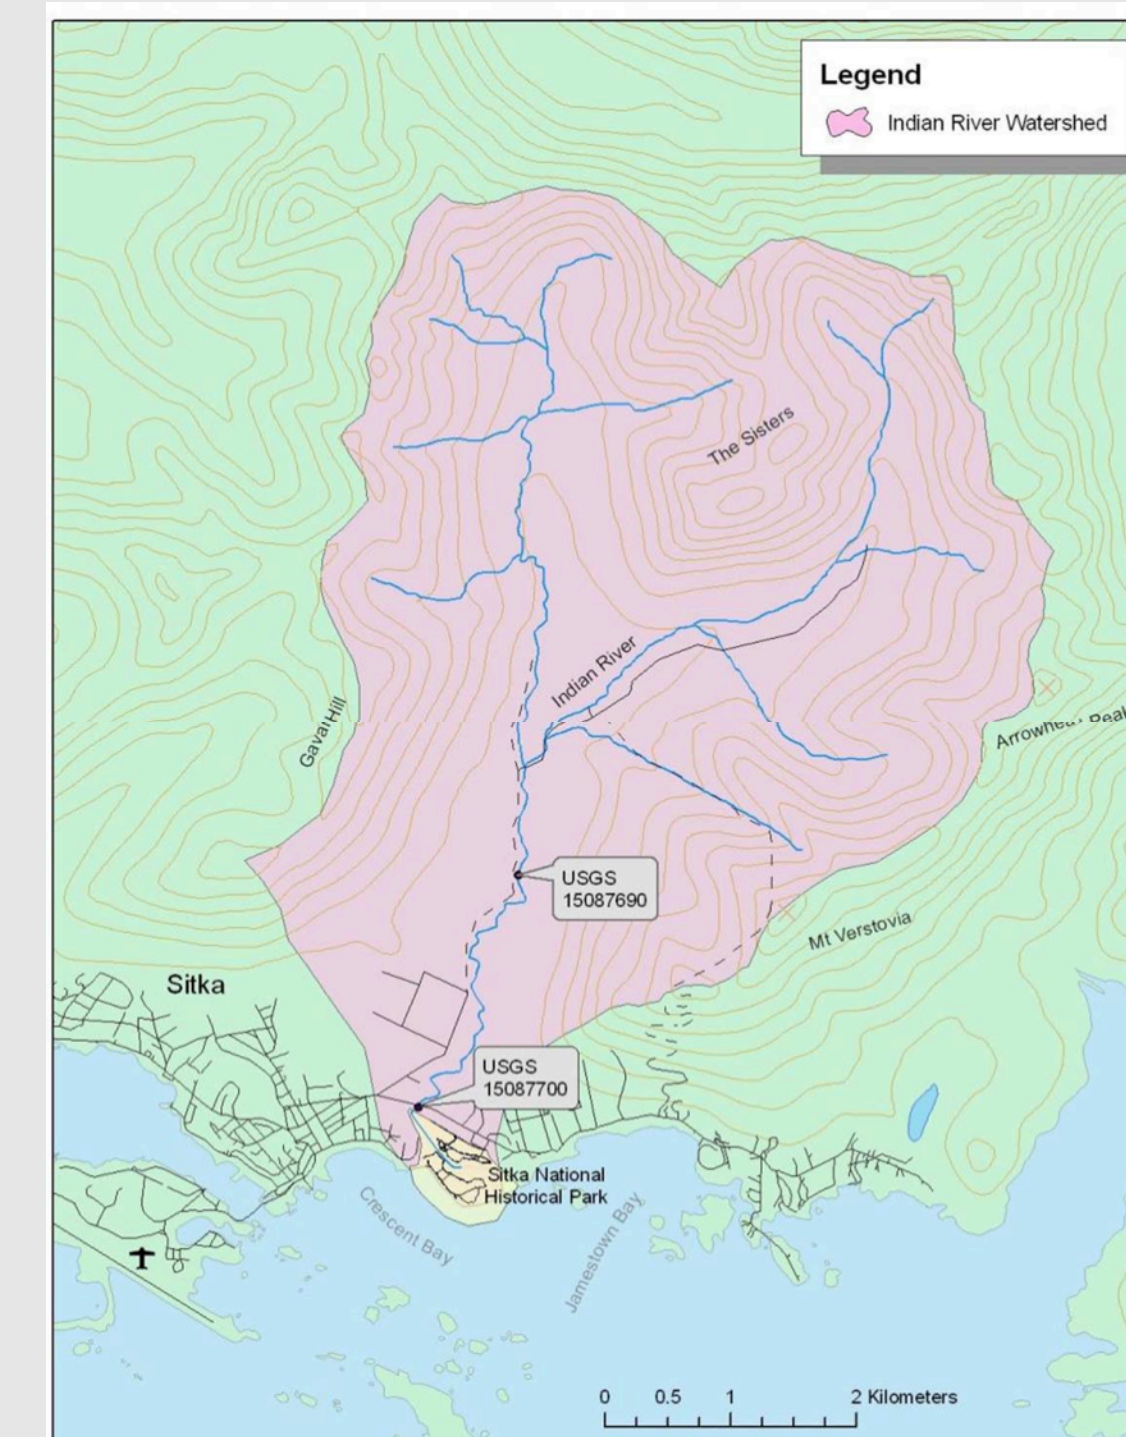 Legend
Indian River Watershed
The Sisters
Indian River
Gavan Hill
USGS
15087690
Mt Verstovia
Sitka
USGS
15087700
Sitka National
Historical Park
Crescent Bay
Jamestown Bay
0 0.5 1 2 Kilometers